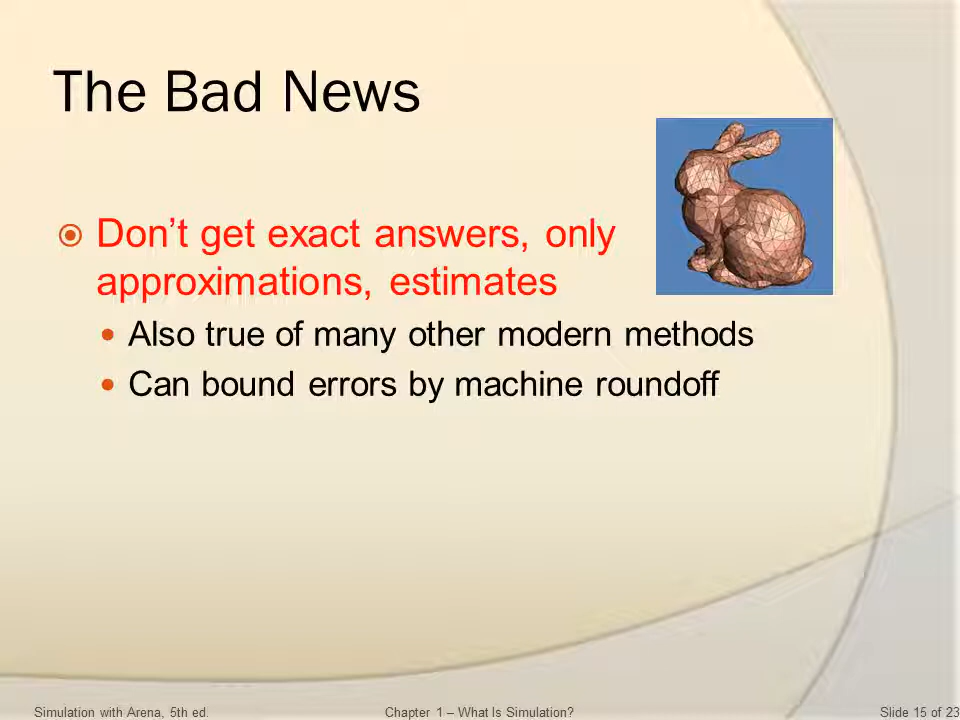 The Bad News
Don’t get exact answers, only
approximations, estimates
Also true of many other modern methods
Can bound errors by machine roundoff
Simulation with Arena, 5th ed.
Chapter 1 – What Is Simulation?
Slide 15 of 23